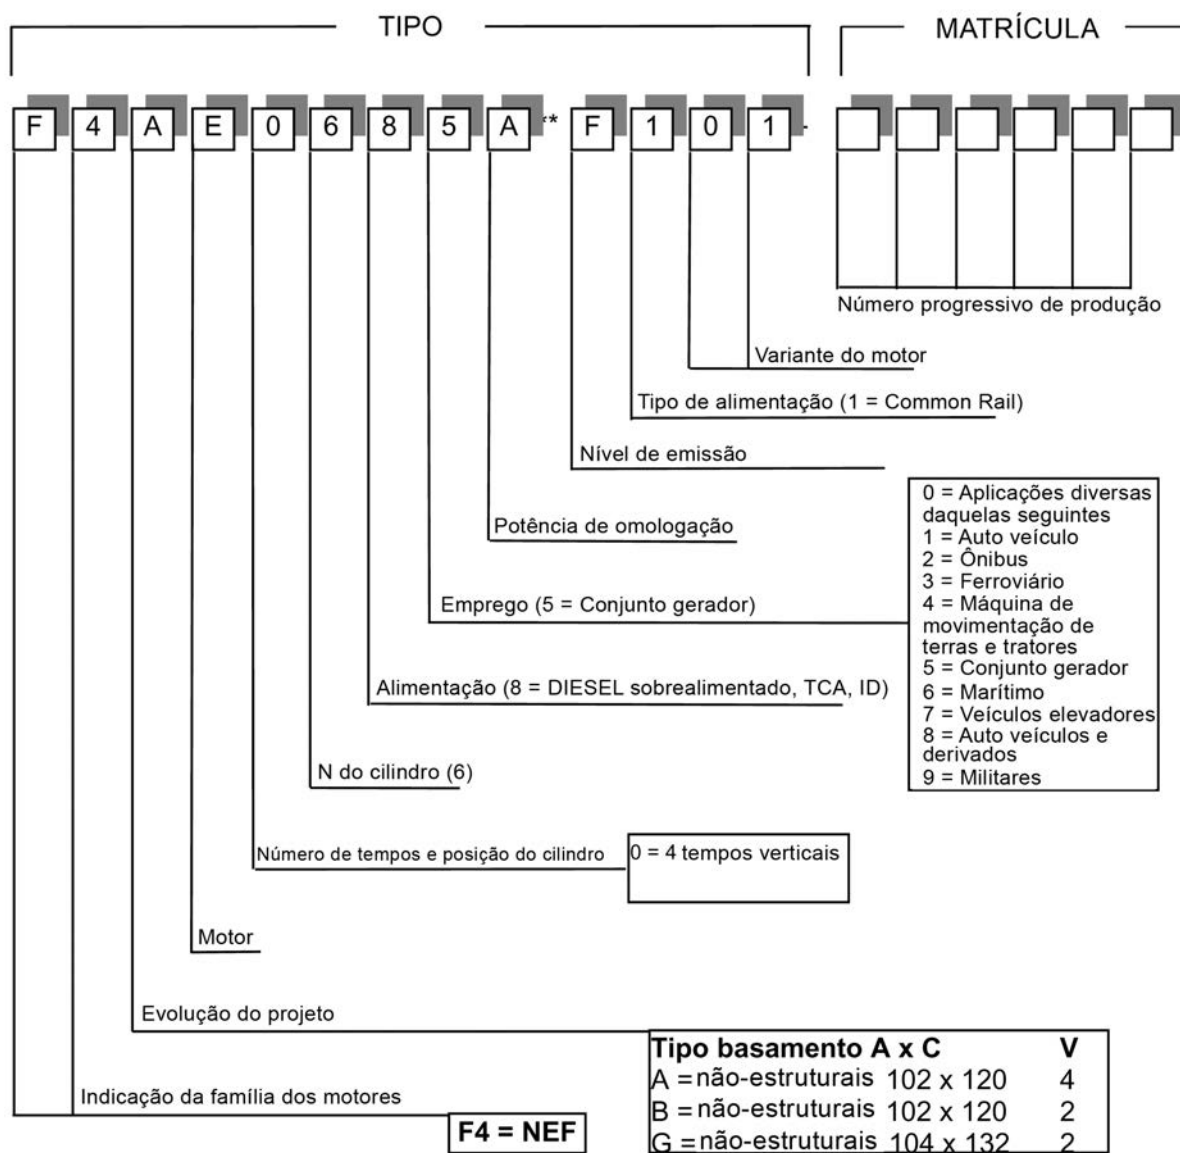 TIPO MATRÍCULA
F 4 A E 0 6 8 5 A ** F 1 0 1 -
Número progressivo de produção
Variante do motor
Tipo de alimentação (1 = Common Rail)
Nível de emissão
0 = Aplicações diversas
daquelas seguintes
1 = Auto veículo
2 = Ônibus
3 = Ferroviário
4 = Máquina de
movimentação de
terras e tratores
5 = Conjunto gerador
6 = Marítimo
7 = Veículos elevadores
8 = Auto veículos e
derivados
9 = Militares
Potência de omologação
Emprego (5 = Conjunto gerador)
Alimentação (8 = DIESEL sobrealimentado, TCA, ID)
N do cilindro (6)
Número de tempos e posição do cilindro
0 = 4 tempos verticais
Motor
Evolução do projeto
Tipo basamento A x C V
A = não-estruturais 102 x 120 4
B = não-estruturais 102 x 120 2
G = não-estruturais 104 x 132 2
Indicação da família dos motores
F4 = NEF